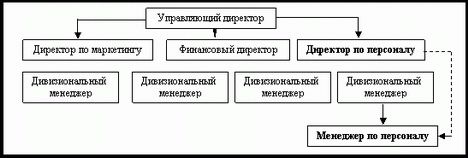 Управляющий директор
Директор по маркетингу
Финансовый директор
Директор по персоналу
Дивизиональный
менеджер
Дивизиональный
менеджер
Дивизиональный
менеджер
Дивизиональный
менеджер
Менеджер по персоналу